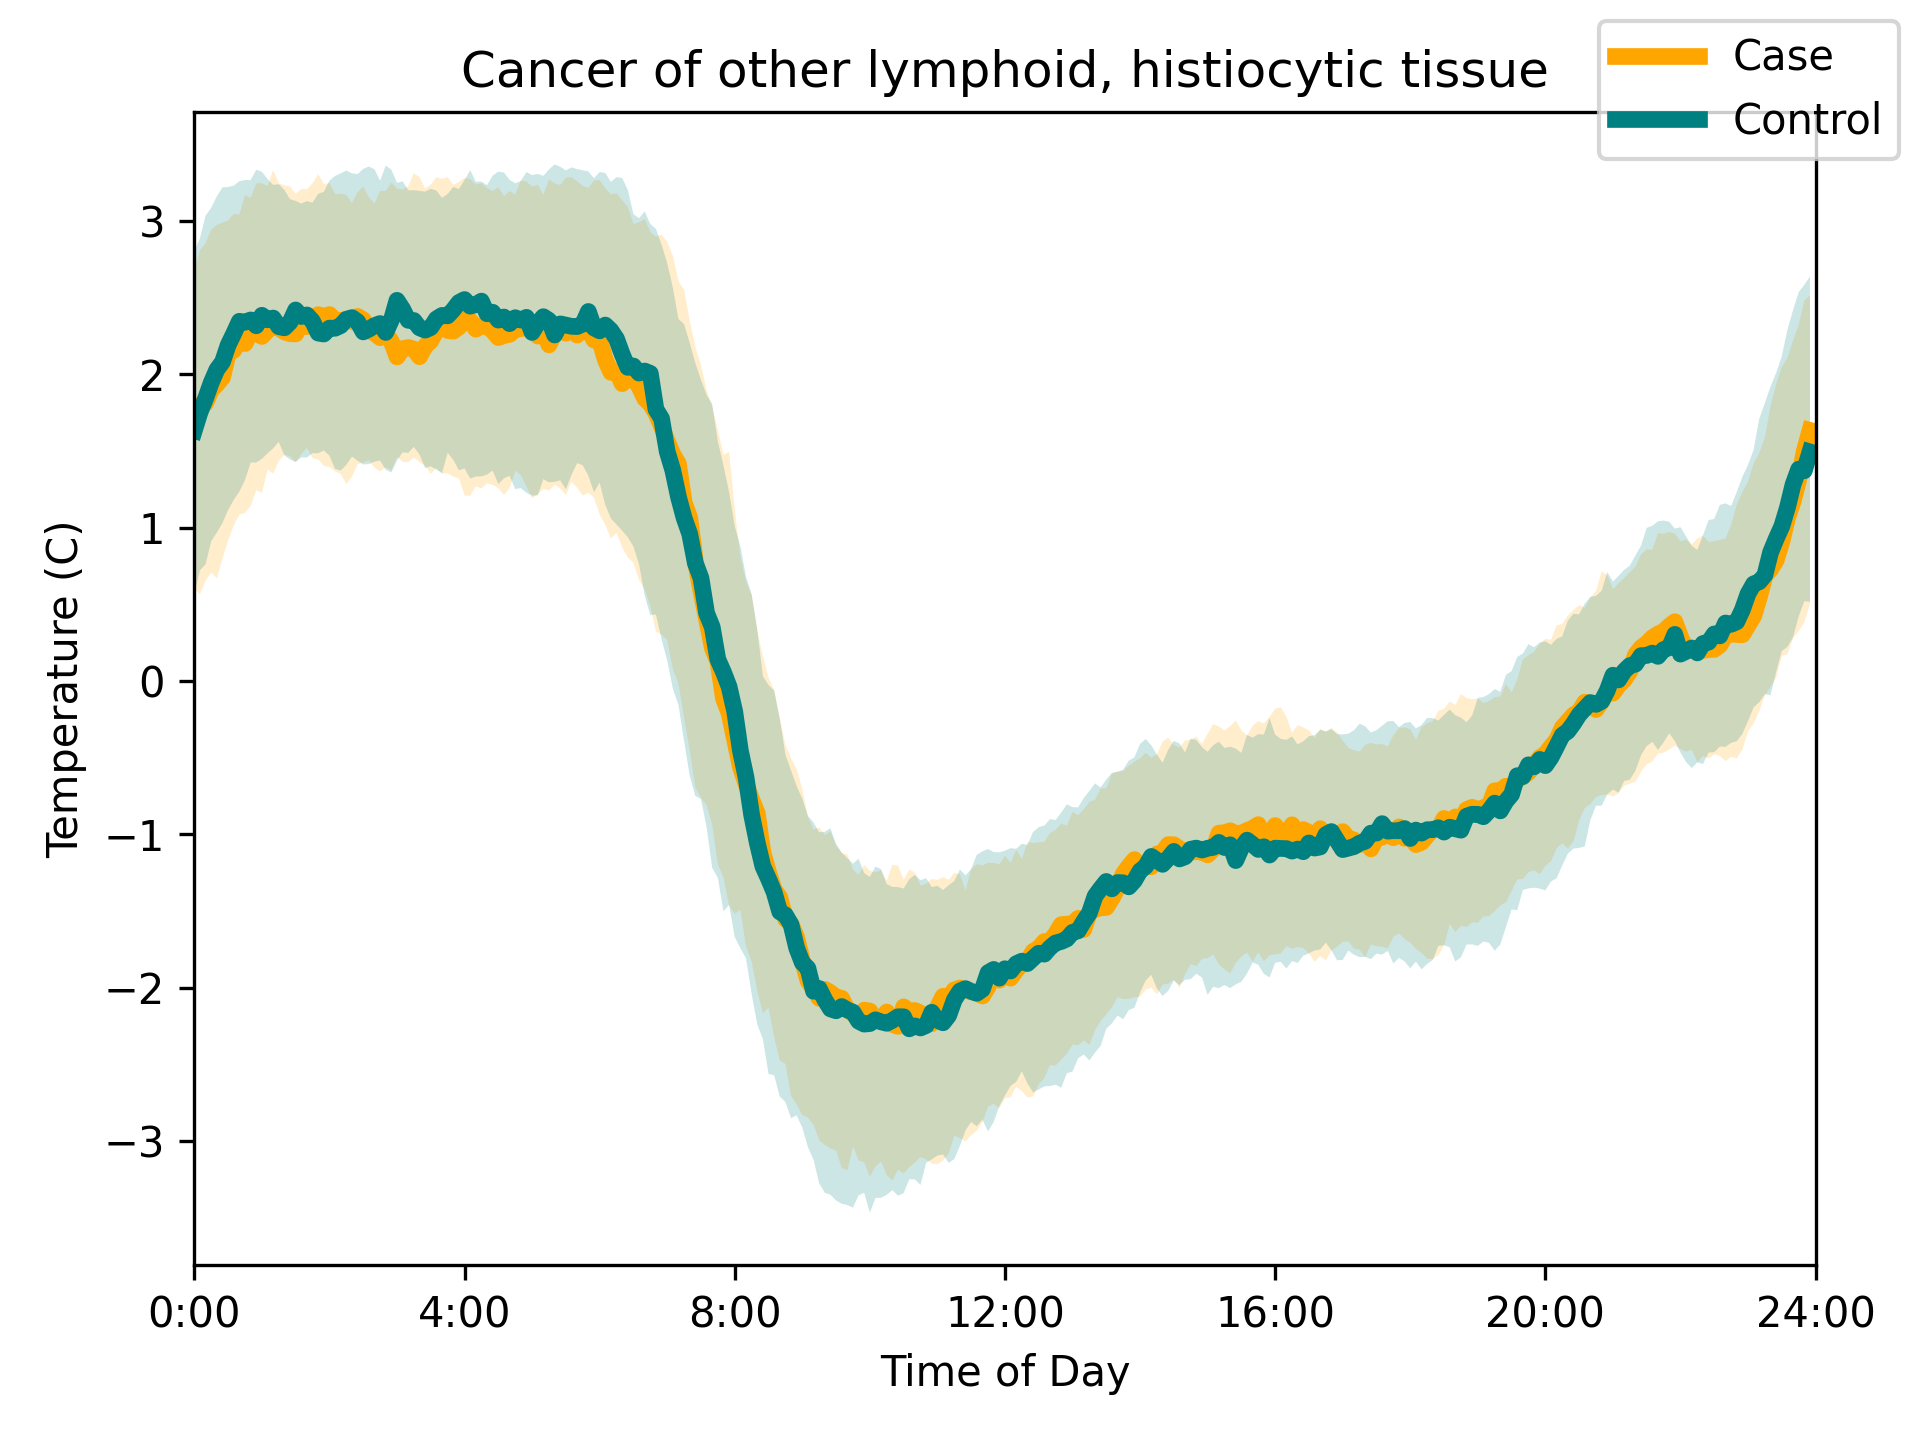 Cancer of other lymphoid, histiocytic tissue
Case
Control
Temperature (C)
3
2
1
0
−1
−2
−3
0:00 4:00 8:00 12:00 16:00 20:00 24:00
Time of Day